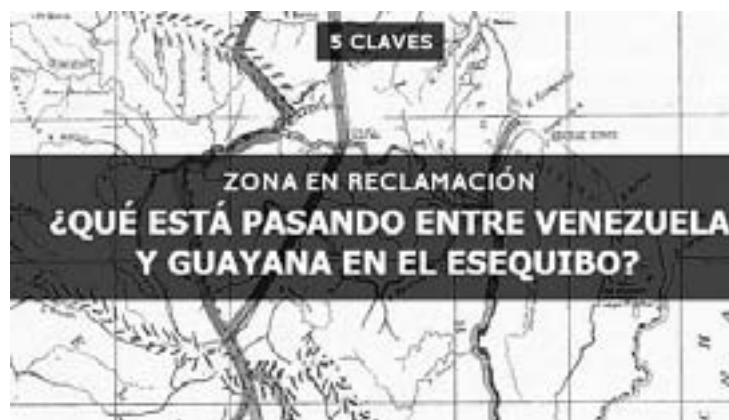 5 CLAVES
ZONA EN RECLAMACIÓN
¿QUÉ ESTÁ PASANDO ENTRE VENEZUELA
Y GUAYANA EN EL ESEQUIBO?